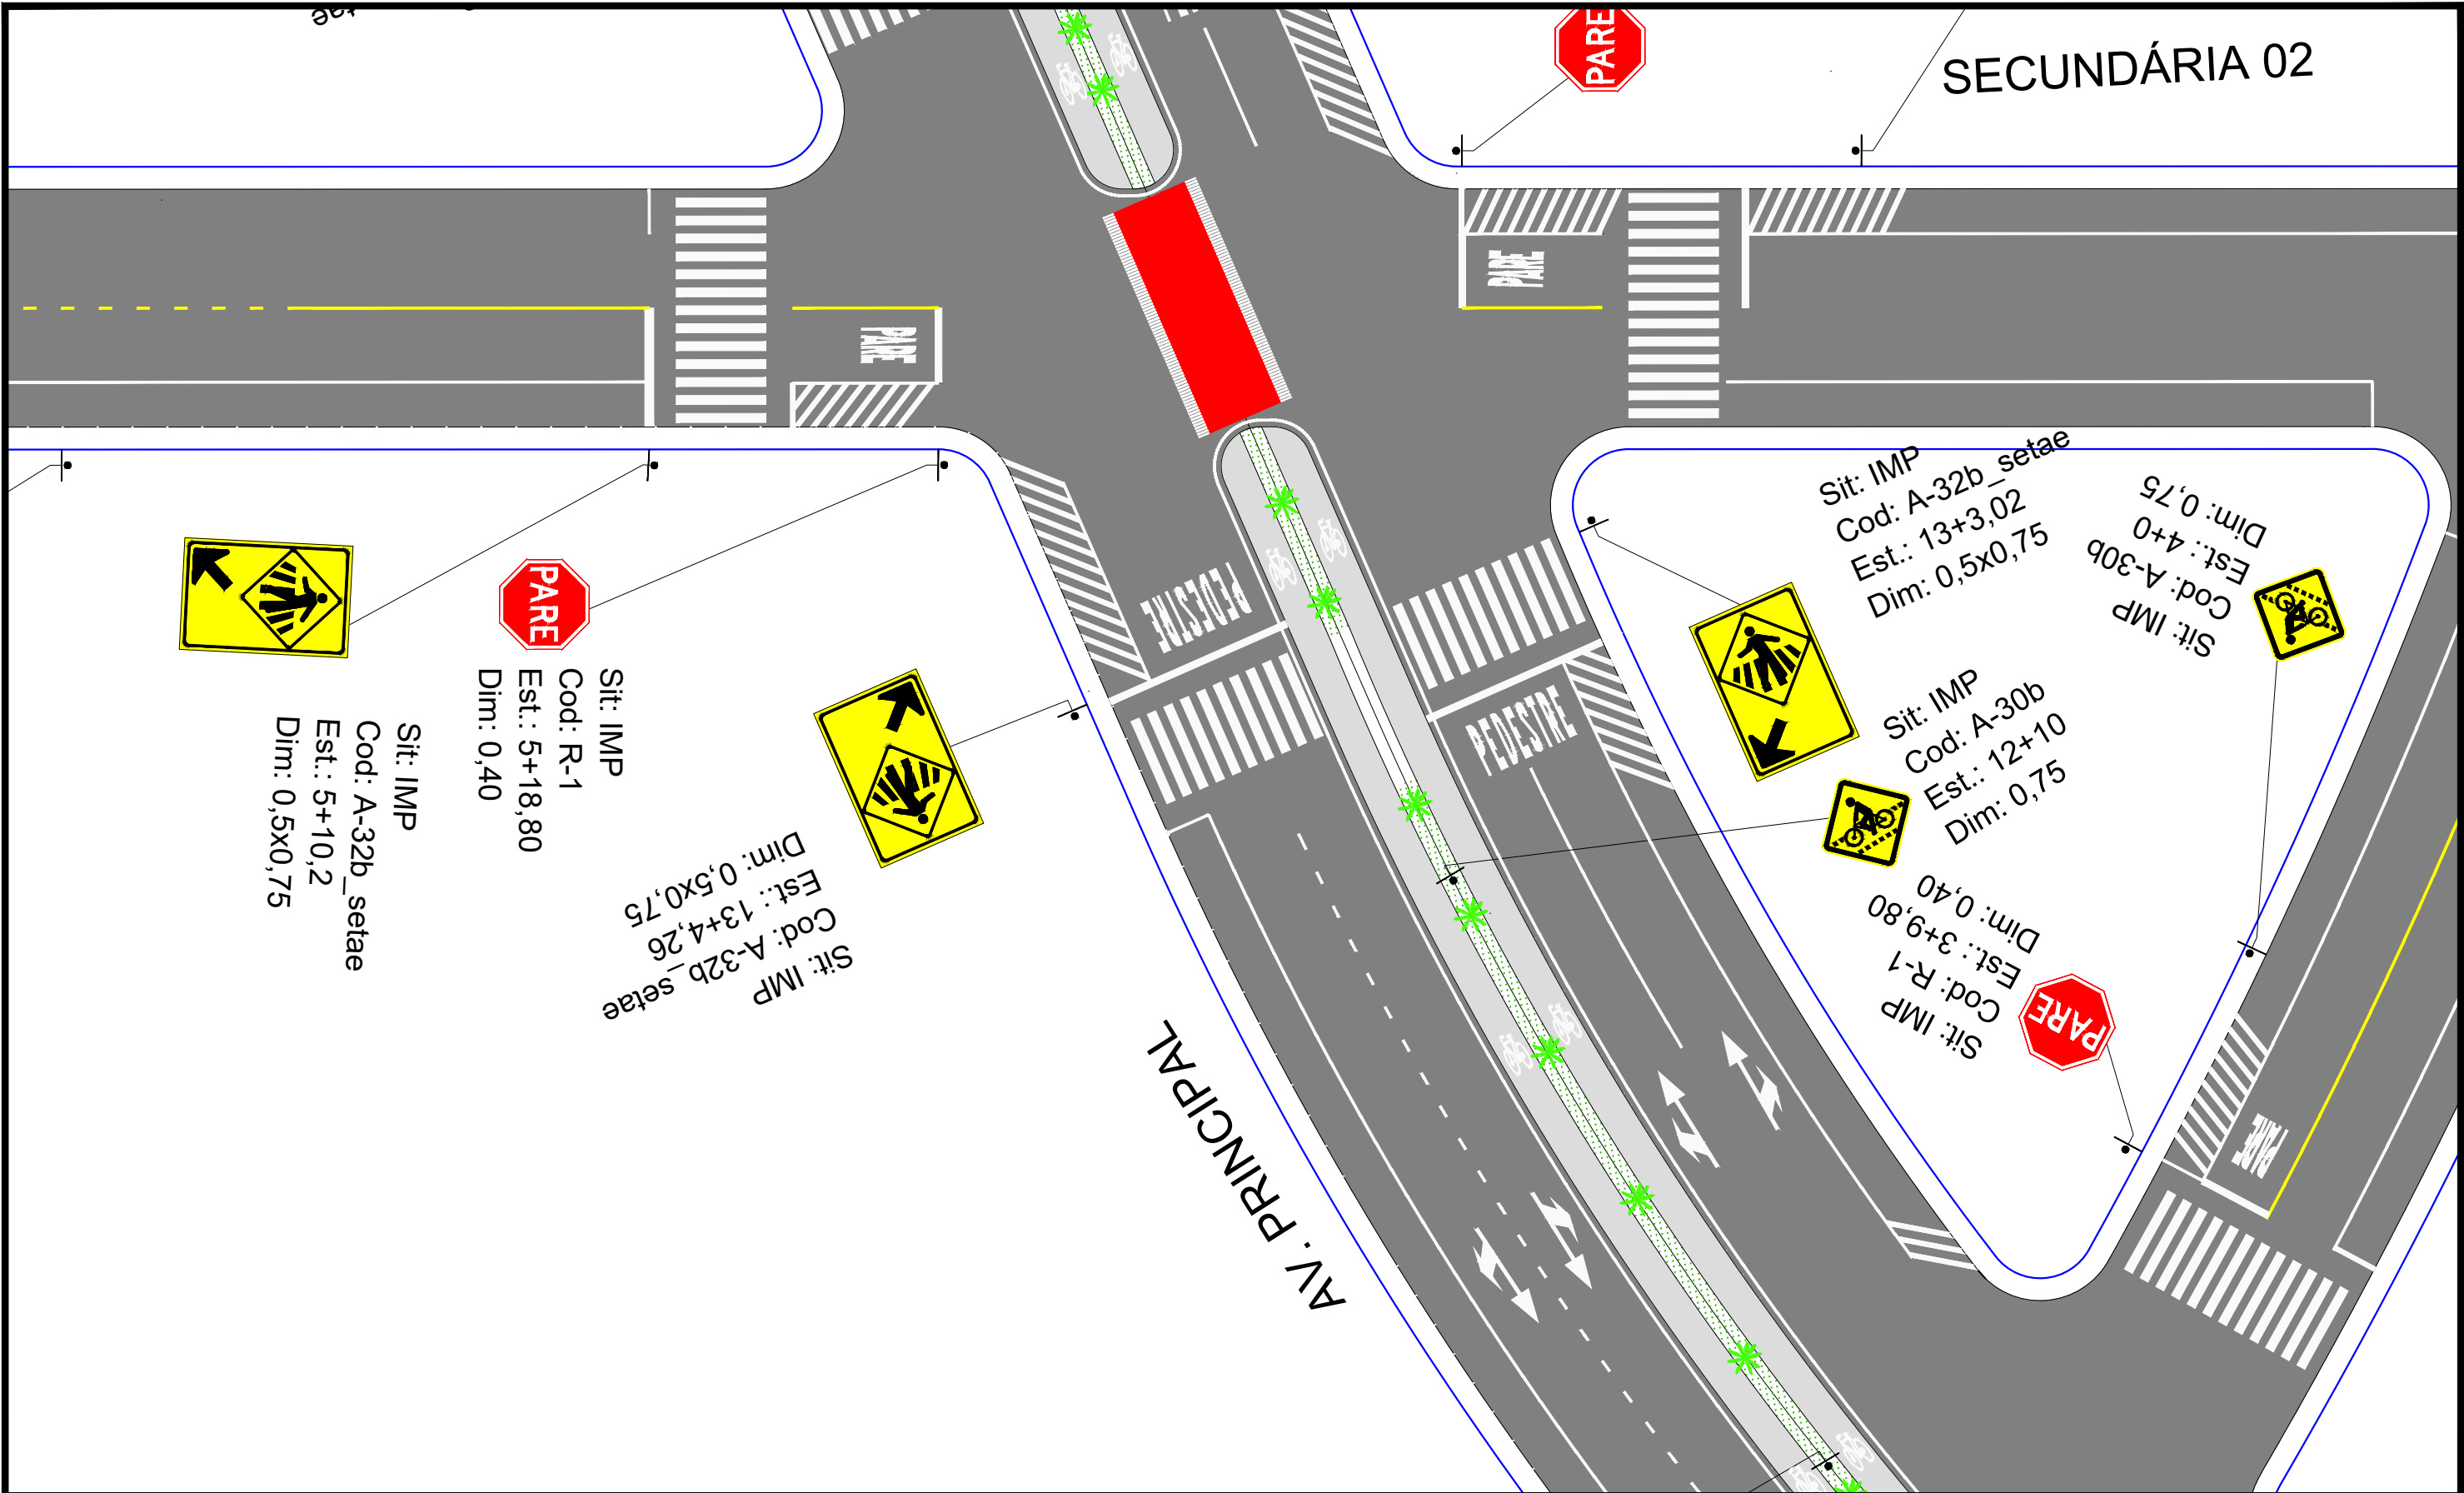 setae
PARE
SECUNDÁRIA 02
PARE
PARE
Sit: IMP
Cod: A-32b_setae
Est.: 13+3,02
Dim: 0,5x0,75
Sit: IMP
Cod: A-30b
Est.: 4+0
Dim: 0,75
PEDESTRE
PEDESTRE
PARE
Sit: IMP
Cod: R-1
Est.: 5+18,80
Dim: 0,40
Sit: IMP
Cod: A-32b_setae
Est.: 5+10,2
Dim: 0,5x0,75
Sit: IMP
Cod: A-32b_setae
Est.: 13+4,26
Dim: 0,5x0,75
Sit: IMP
Cod: A-30b
Est.: 12+10
Dim: 0,75
Sit: IMP
Cod: R-1
Est.: 3+9,80
Dim: 0,40
PARE
PARE
AV. PRINCIPAL